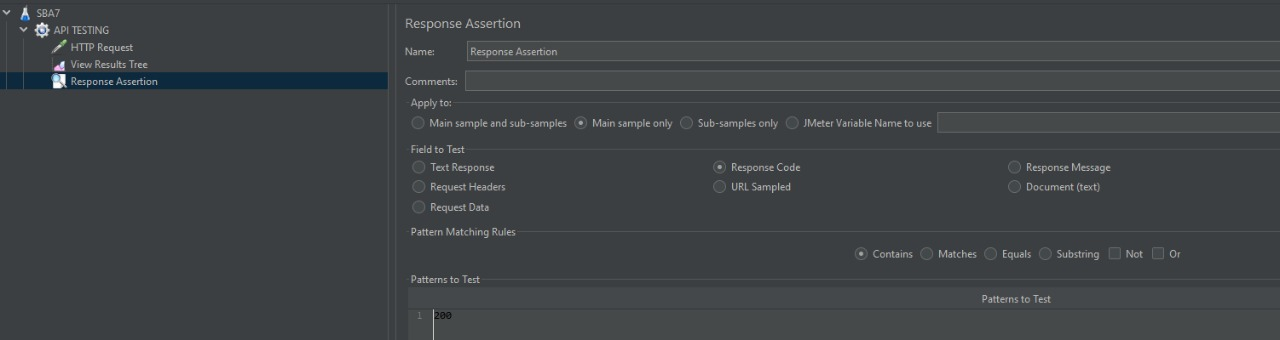 SBA7
API TESTING
HTTP Request
View Results Tree
Response Assertion
Response Assertion
Name: Response Assertion
Comments:
Apply to:
Main sample and sub-samples Main sample only Sub-samples only JMeter Variable Name to use
Field to Test
Text Response Response Code Response Message
Request Headers URL Sampled Document (text)
Request Data
Pattern Matching Rules
Contains Matches Equals Substring Not Or
Patterns to Test
Patterns to Test
1 200